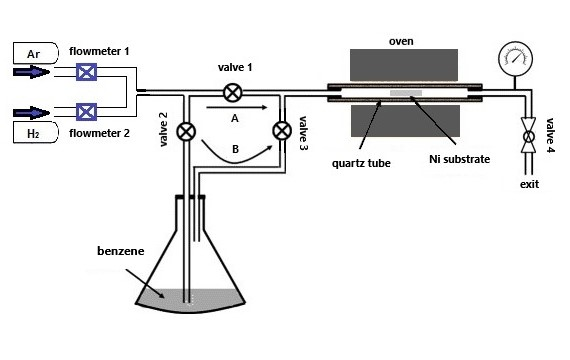 Ar
flowmeter 1
H2
flowmeter 2
valve 1
valve 2
A
B
valve 3
oven
quartz tube
Ni substrate
valve 4
exit
benzene